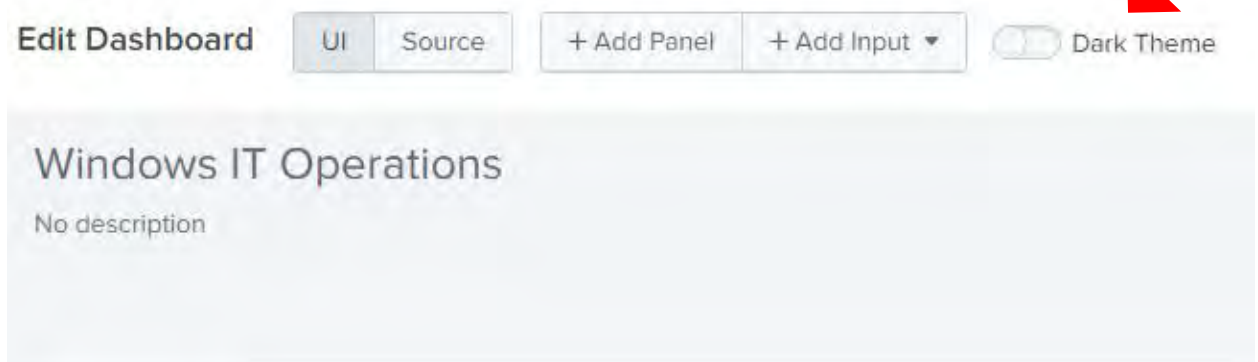 Edit Dashboard UI Source + Add Panel + Add Input Dark Theme
Windows IT Operations
No description